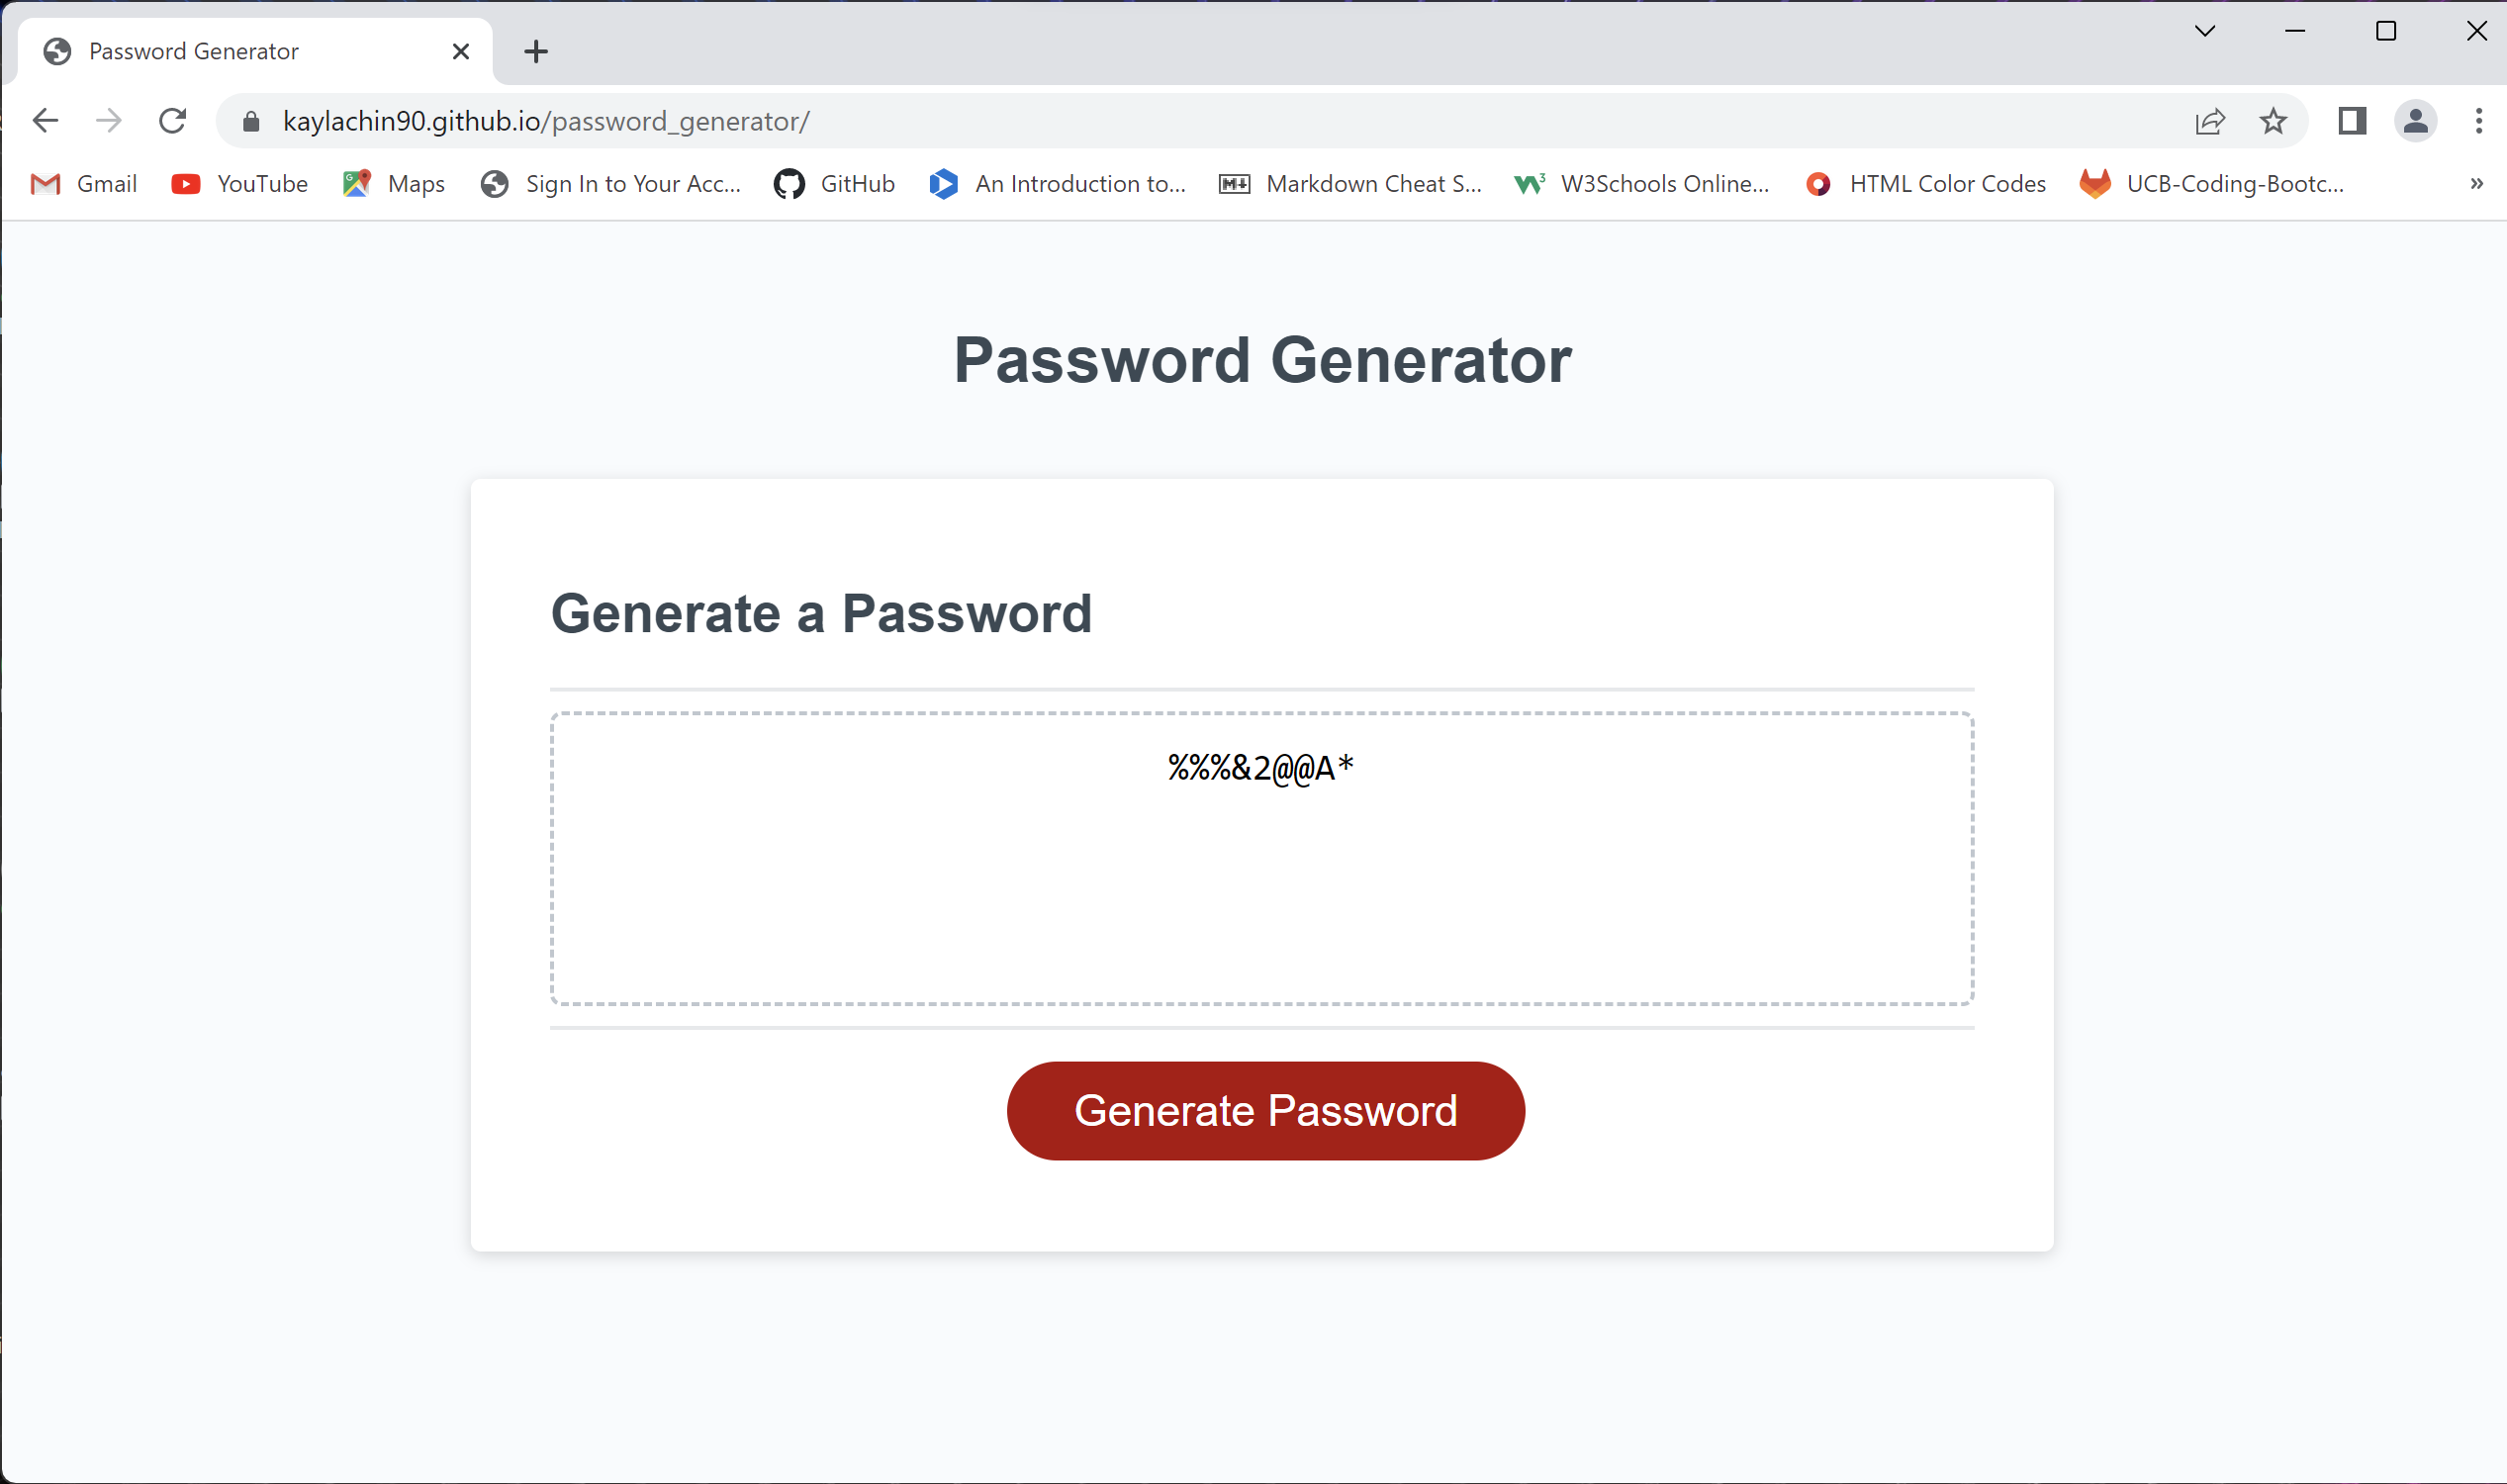 Password Generator
kaylachin90.github.io/password_generator/
Gmail YouTube Maps Sign In to Your Acc... GitHub An Introduction to... Markdown Cheat S... W3Schools Online... HTML Color Codes UCB-Coding-Bootc... »
Password Generator
Generate a Password
%%%&2@@A*
Generate Password